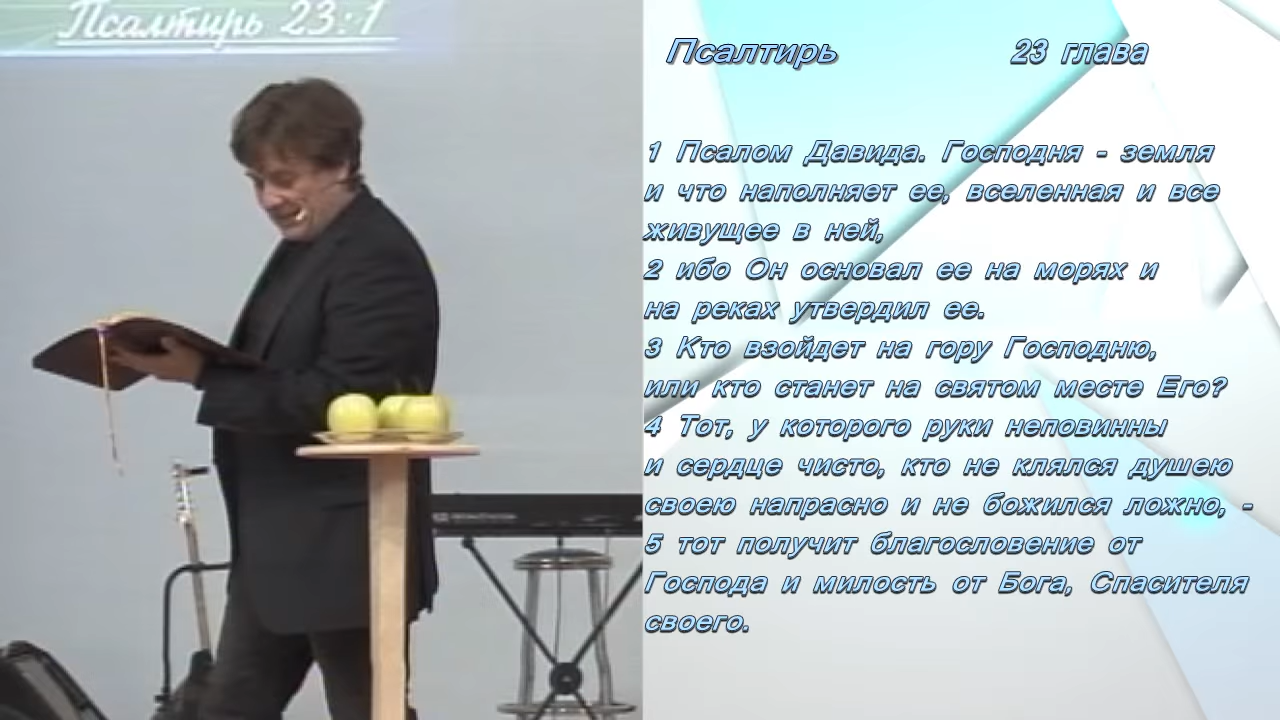 Псалтирь 23:1
Псалтирь 23 глава
1 Псалом Давида. Господня - земля
и что наполняет ее, вселенная и все
живущее в ней,
2 ибо Он основал ее на морях и
на реках утвердил ее.
3 Кто взойдет на гору Господню,
или кто станет на святом месте Его?
4 Тот, у которого руки неповинны
и сердце чисто, кто не клялся душею
своею напрасно и не божился ложно, -
5 тот получит благословение от
Господа и милость от Бога, Спасителя
своего.